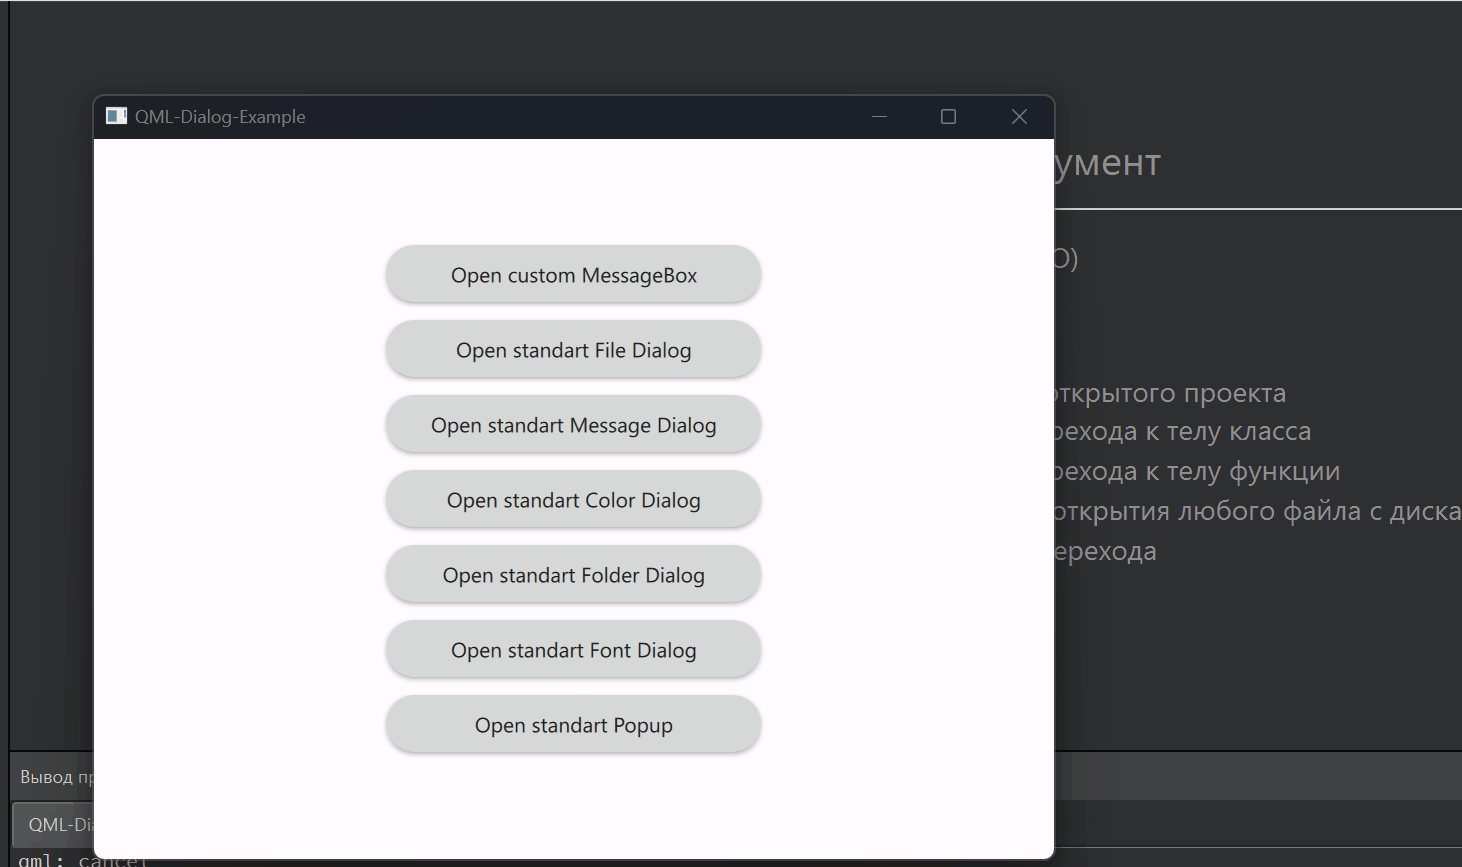 QML-Dialog-Example
умент
Open custom MessageBox
Open standart File Dialog
Open standart Message Dialog
открытого проекта
рехода к телу класса
рехода к телу функции
Open standart Color Dialog
открытия любого файла с диска
Open standart Folder Dialog
ерехода
Open standart Font Dialog
Open standart Popup
Вывод пр
QML-Dia
qml: cancel